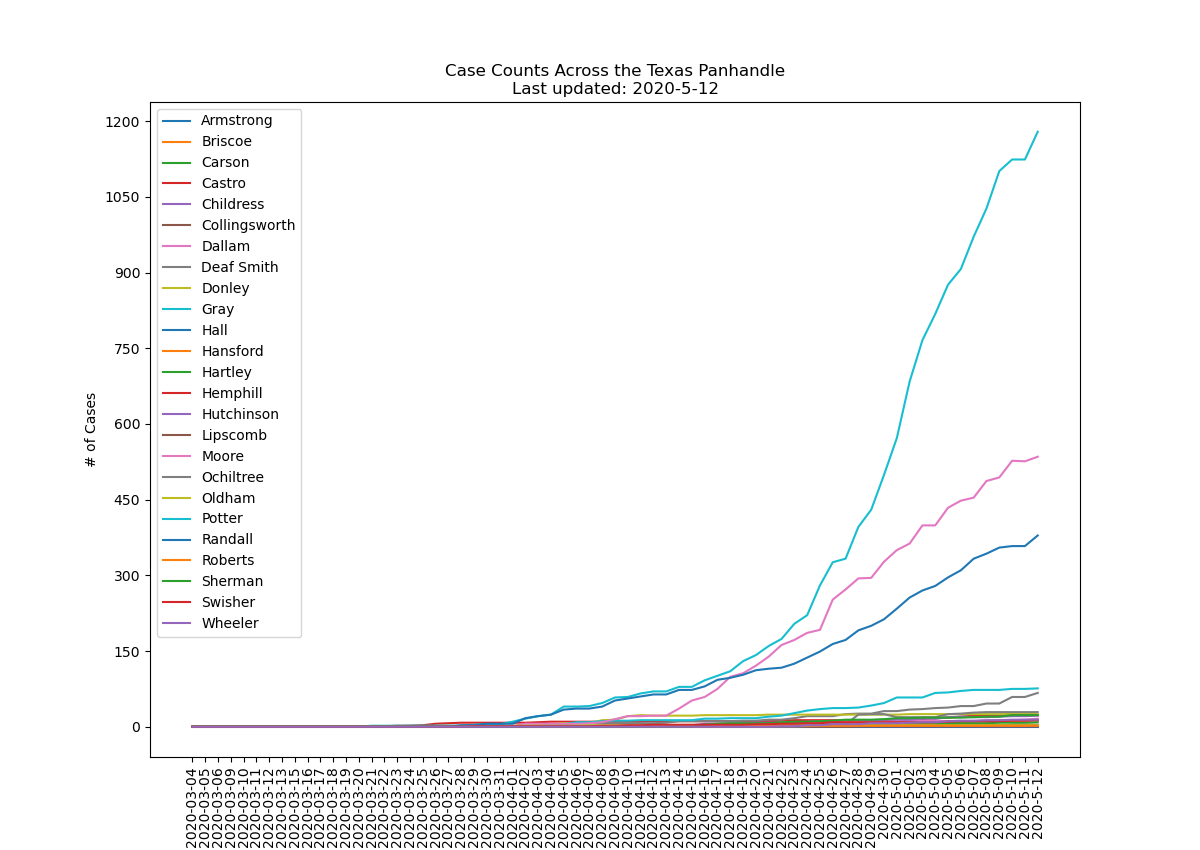 Case Counts Across the Texas Panhandle
Last updated: 2020-5-12
# of Cases
1200
1050
900
750
600
450
300
150
0
Armstrong
Briscoe
Carson
Castro
Childress
Collingsworth
Dallam
Deaf Smith
Donley
Gray
Hall
Hansford
Hartley
Hemphill
Hutchinson
Lipscomb
Moore
Ochiltree
Oldham
Potter
Randall
Roberts
Sherman
Swisher
Wheeler
2020-03-04
2020-03-05
2020-03-06
2020-03-09
2020-03-10
2020-03-11
2020-03-12
2020-03-13
2020-03-15
2020-03-16
2020-03-17
2020-03-18
2020-03-19
2020-03-20
2020-03-21
2020-03-22
2020-03-23
2020-03-24
2020-03-25
2020-03-26
2020-03-27
2020-03-28
2020-03-29
2020-03-30
2020-03-31
2020-04-01
2020-04-02
2020-04-03
2020-04-04
2020-04-05
2020-04-06
2020-04-07
2020-04-08
2020-04-09
2020-04-10
2020-04-11
2020-04-12
2020-04-13
2020-04-14
2020-04-15
2020-04-16
2020-04-17
2020-04-18
2020-04-19
2020-04-20
2020-04-21
2020-04-22
2020-04-23
2020-04-24
2020-04-25
2020-04-26
2020-04-27
2020-04-28
2020-04-29
2020-4-30
2020-05-01
2020-05-02
2020-05-03
2020-05-04
2020-05-05
2020-05-06
2020-05-07
2020-05-08
2020-05-09
2020-5-10
2020-5-11
2020-5-12